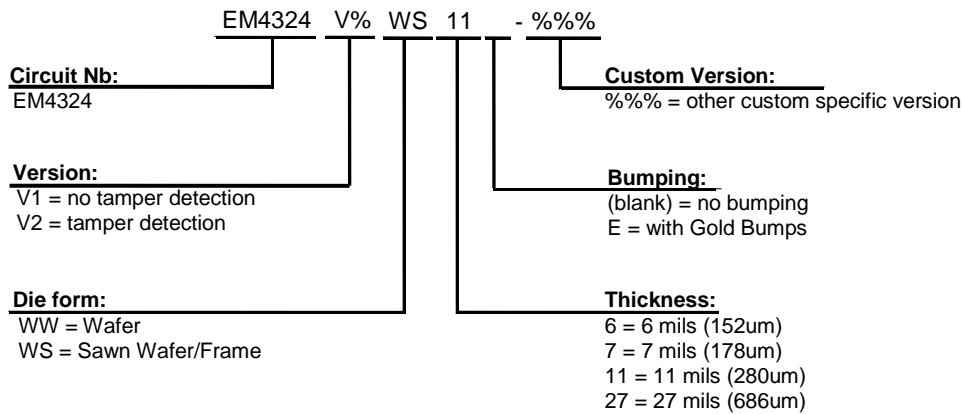 EM4324 V% WS 11 - %%%
Circuit Nb:
EM4324
Custom Version:
%%% = other custom specific version
Version:
V1 = no tamper detection
V2 = tamper detection
Bumping:
(blank) = no bumping
E = with Gold Bumps
Die form:
WW = Wafer
WS = Sawn Wafer/Frame
Thickness:
6 = 6 mils (152um)
7 = 7 mils (178um)
11 = 11 mils (280um)
27 = 27 mils (686um)